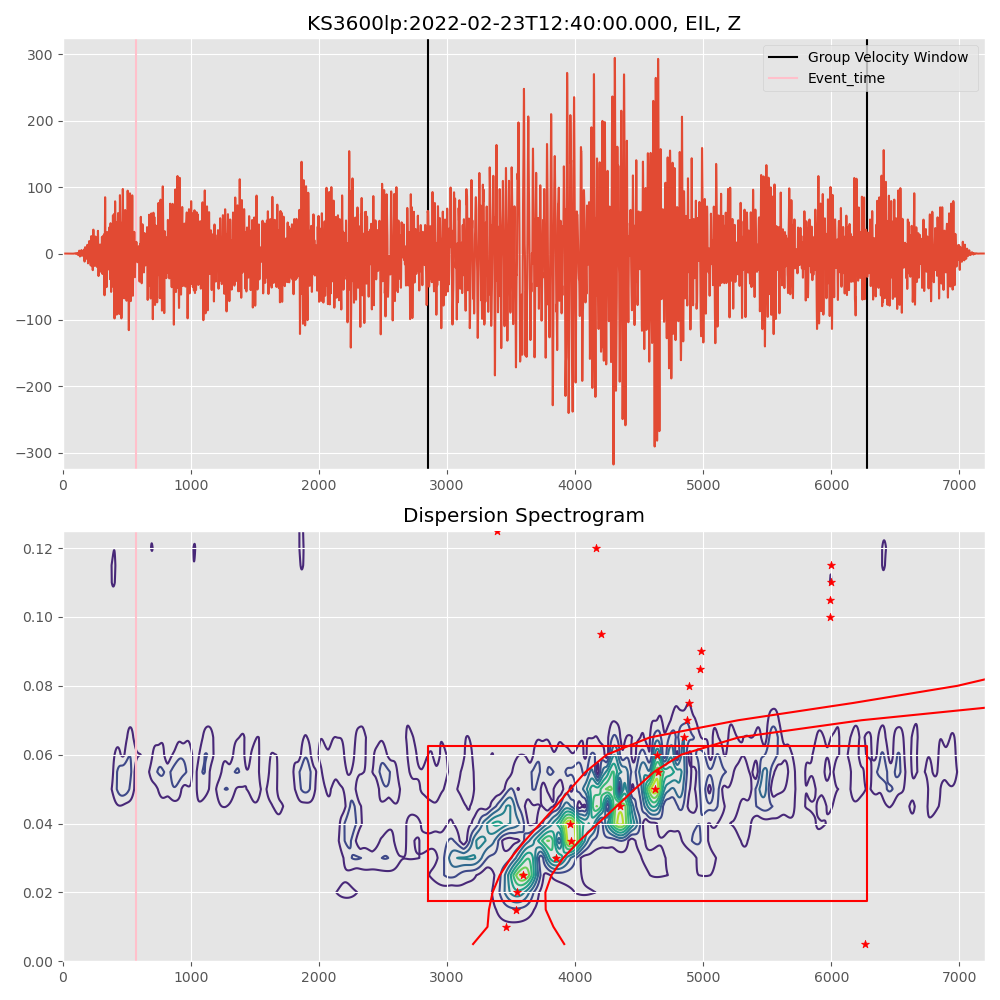 KS3600lp:2022-02-23T12:40:00.000, EIL, Z
Group Velocity Window
Event_time
300
200
100
0
−100
−200
−300
0 1000 2000 3000 4000 5000 6000 7000
Dispersion Spectrogram
0.12
0.10
0.08
0.06
0.04
0.02
0.00
0 1000 2000 3000 4000 5000 6000 7000